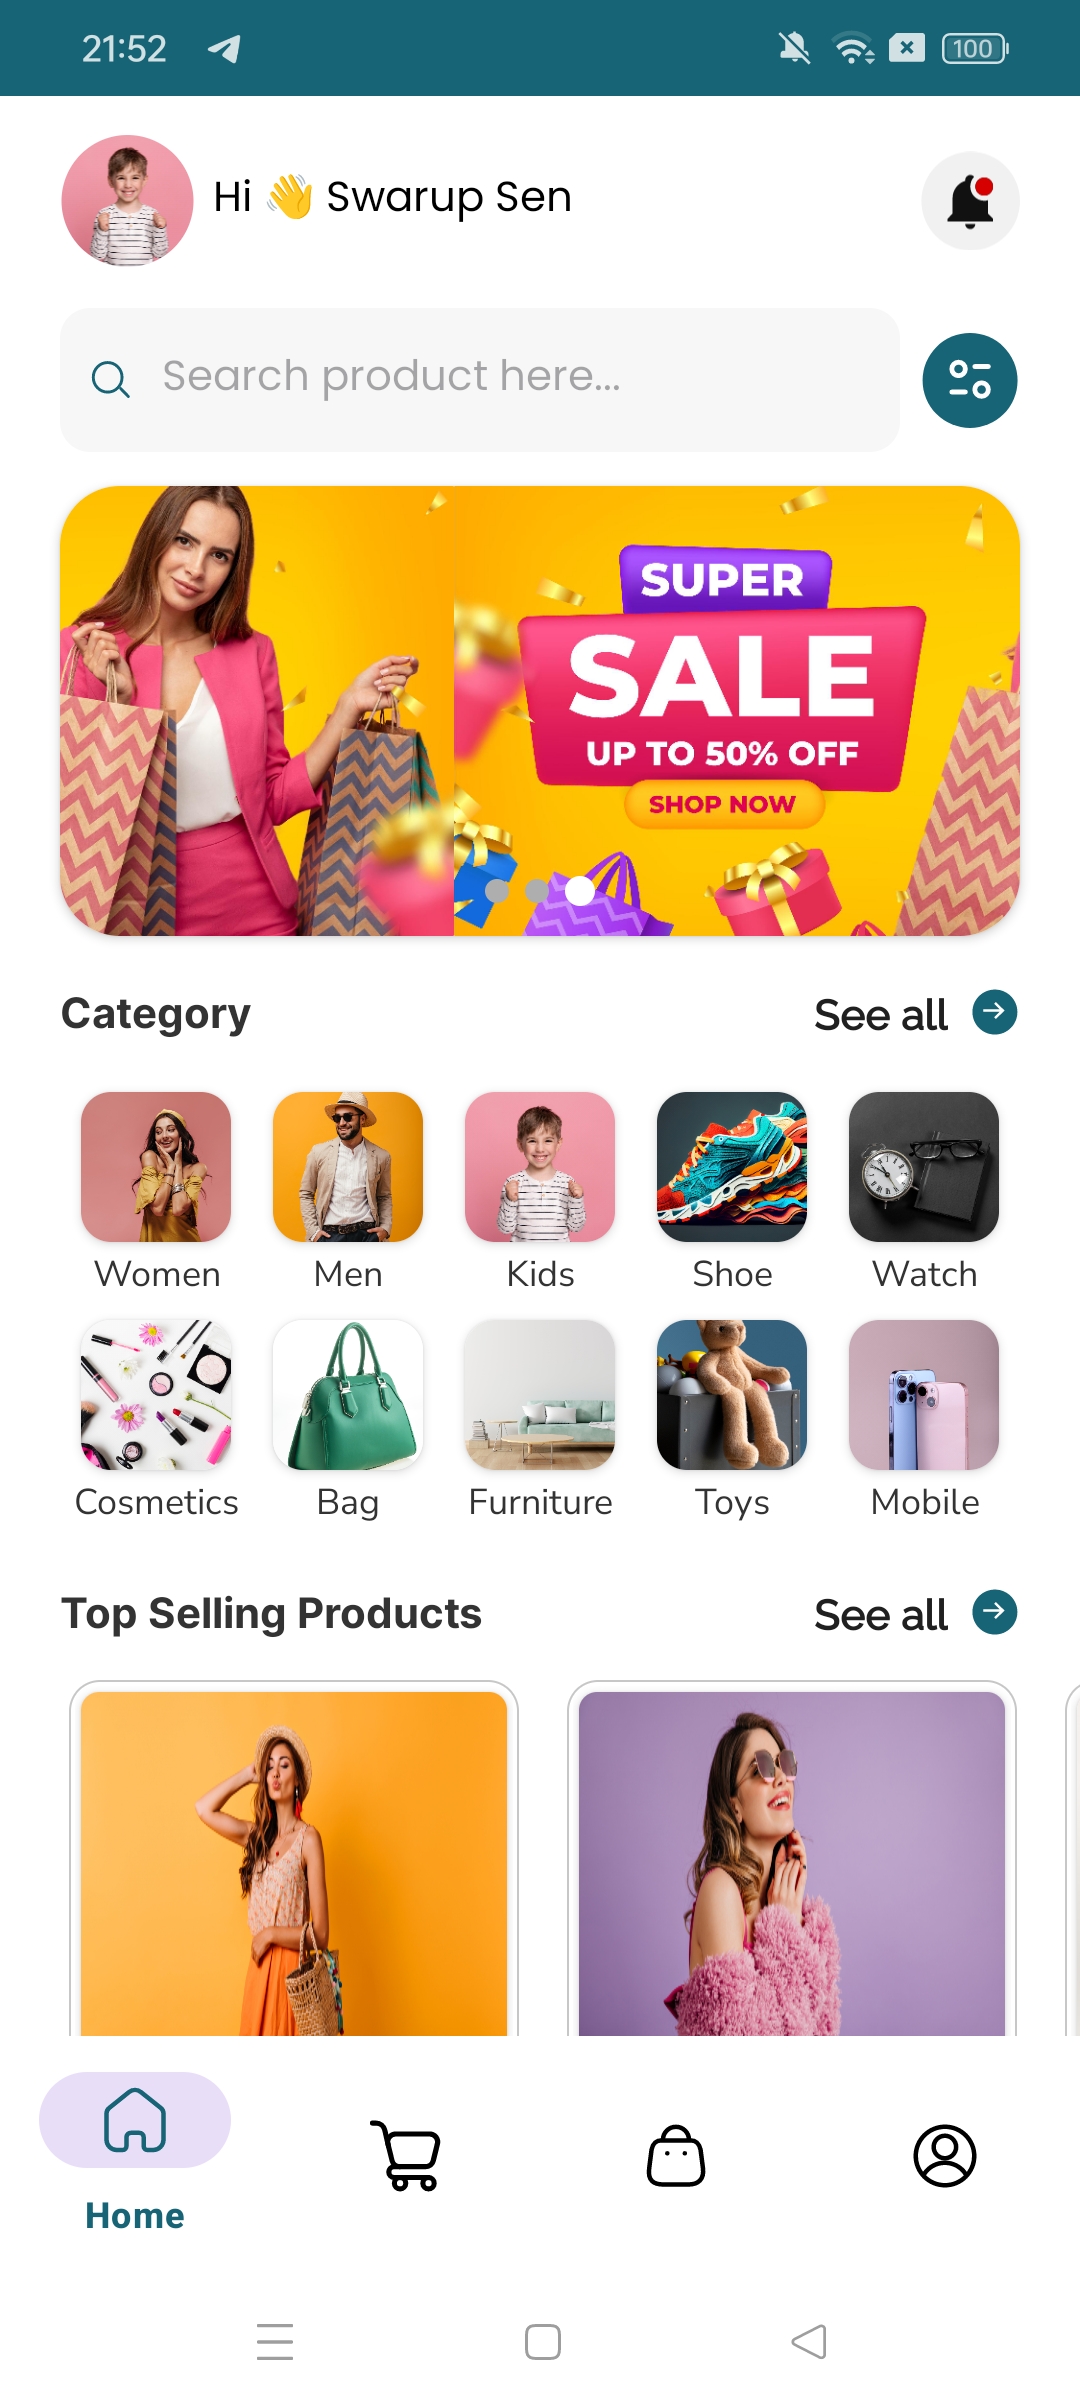 21:52
100
Hi 👋 Swarup Sen
Search product here...
SUPER
SALE
UP TO 50% OFF
SHOP NOW
Category
See all
Women
Men
Kids
Shoe
Watch
Cosmetics
Bag
Furniture
Toys
Mobile
Top Selling Products
See all
Home